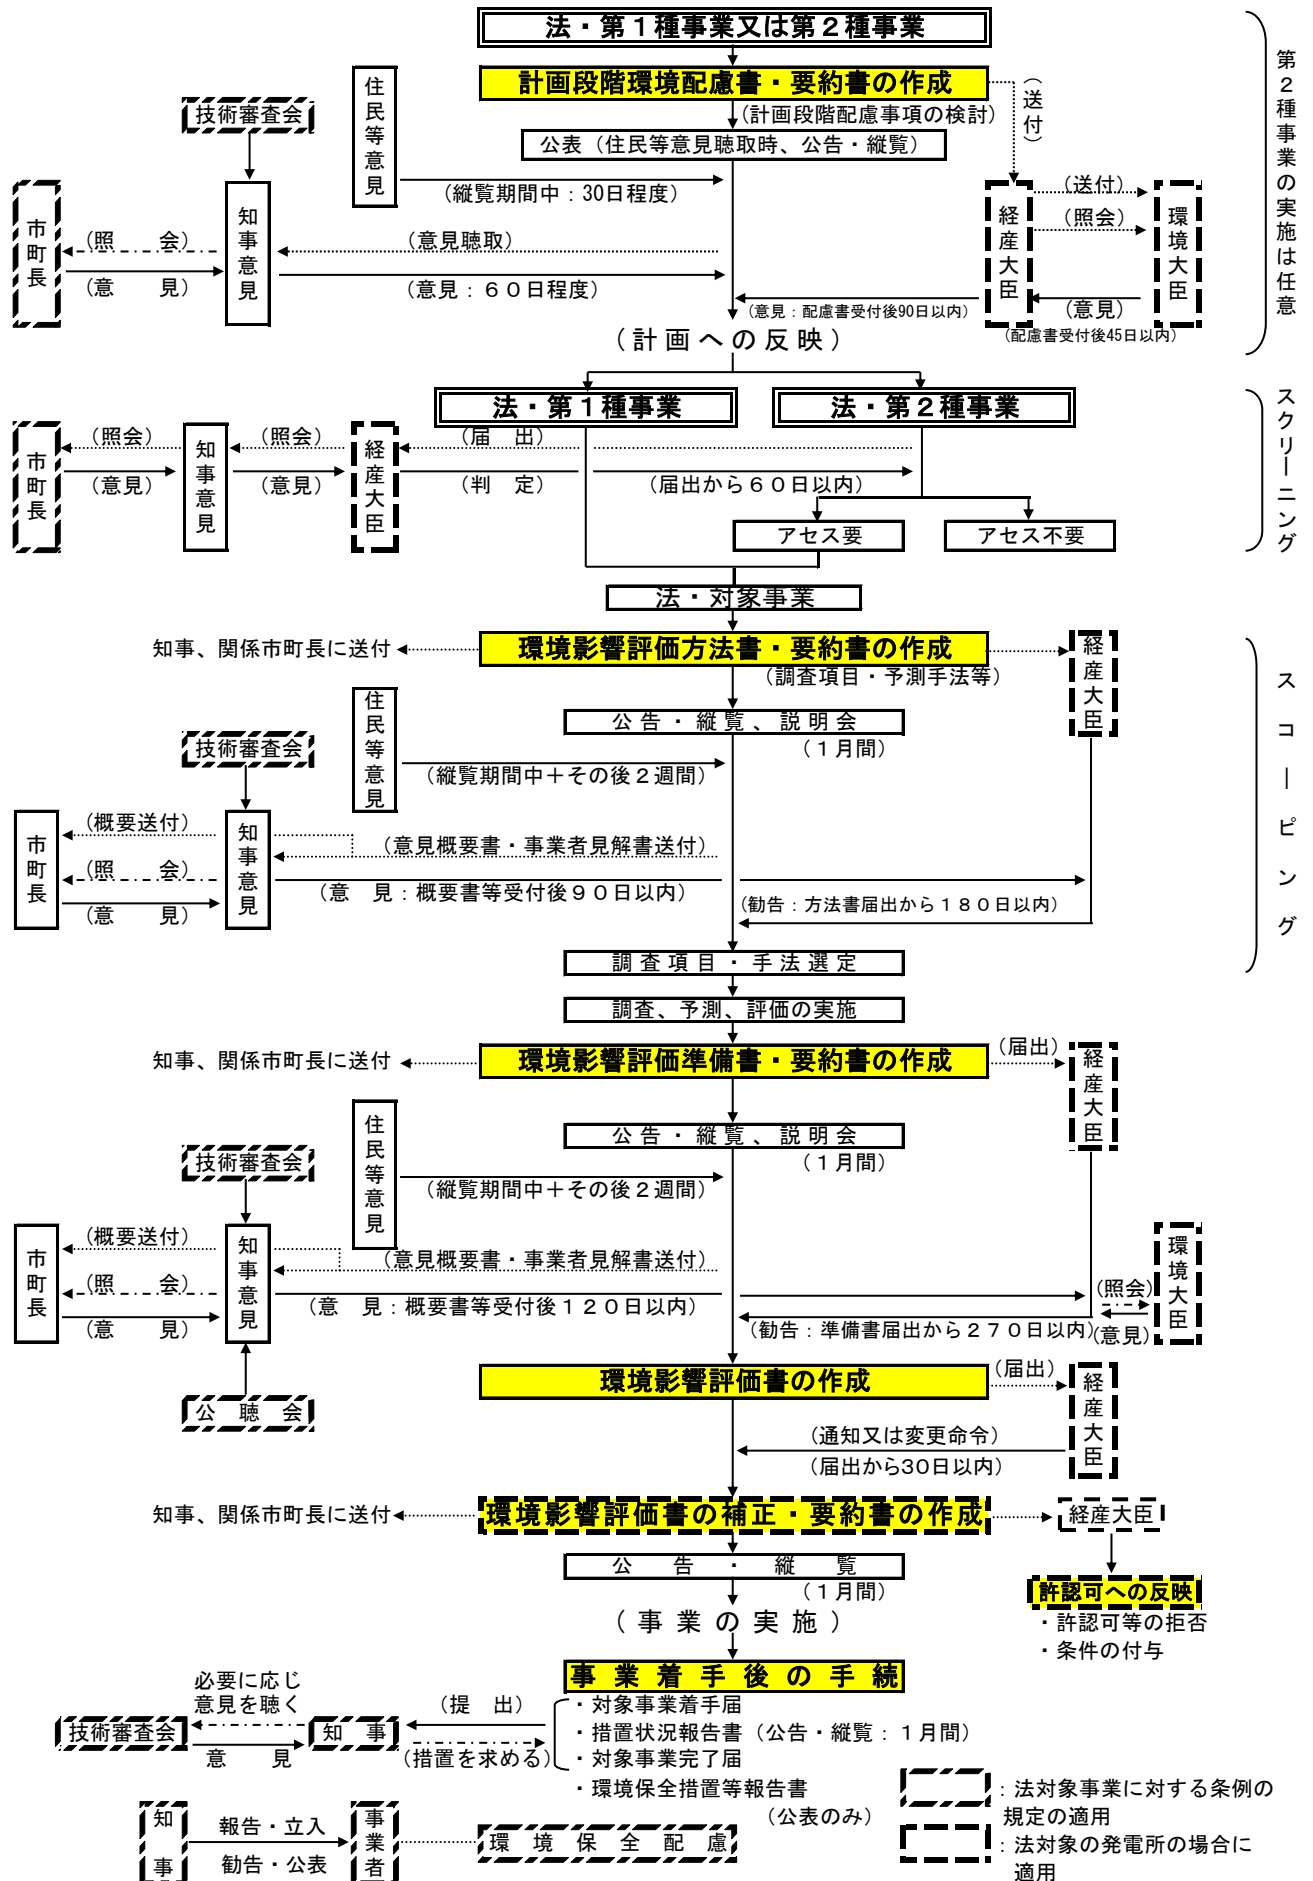 法・第１種事業又は第２種事業
計画段階環境配慮書・要約書の作成
（計画段階配慮事項の検討）
（送付）
第２種事業の実施は任意
住民等意見
技術審査会
公表（住民等意見聴取時、公告・縦覧）
（縦覧期間中：30日程度）
市町長
（照　会）
（意　見）
知事意見
（意見聴取）
（意見：６０日程度）
経産大臣
（送付）
（照会）
（意見）
環境大臣
（意見：配慮書受付後90日以内）
（配慮書受付後45日以内）
（計画への反映）
法・第１種事業
法・第２種事業
スクリーニング
市町長
（照会）
（意見）
知事意見
（照会）
（意見）
経産大臣
（届　出）
（判　定）
（届出から６０日以内）
アセス要
アセス不要
法・対象事業
知事、関係市町長に送付
環境影響評価方法書・要約書の作成
（調査項目・予測手法等）
経産大臣
スコーピング
住民等意見
公告・縦覧、説明会
（１月間）
技術審査会
（縦覧期間中＋その後２週間）
市町長
（概要送付）
（照　会）
（意　見）
知事意見
（意見概要書・事業者見解書送付）
（意　見：概要書等受付後９０日以内）
（勧告：方法書届出から１８０日以内）
調査項目・手法選定
調査、予測、評価の実施
知事、関係市町長に送付
環境影響評価準備書・要約書の作成
（届出）
経産大臣
住民等意見
公告・縦覧、説明会
（１月間）
技術審査会
（縦覧期間中＋その後２週間）
市町長
（概要送付）
（照　会）
（意　見）
知事意見
（意見概要書・事業者見解書送付）
（意　見：概要書等受付後１２０日以内）
（勧告：準備書届出から２７０日以内）
（照会）
（意見）
環境大臣
公聴会
環境影響評価書の作成
（届出）
経産大臣
（通知又は変更命令）
（届出から30日以内）
知事、関係市町長に送付
環境影響評価書の補正・要約書の作成
経産大臣
公告・縦覧
（１月間）
許認可への反映
・許認可等の拒否
・条件の付与
（事業の実施）
事業着手後の手続
必要に応じ
意見を聴く
技術審査会
意　見
知　事
（提　出）
（措置を求める）
・対象事業着手届
・措置状況報告書（公告・縦覧：１月間）
・対象事業完了届
・環境保全措置等報告書
（公表のみ）
知事
報告・立入
勧告・公表
事業者
環境保全配慮
：法対象事業に対する条例の
規定の適用
：法対象の発電所の場合に
適用